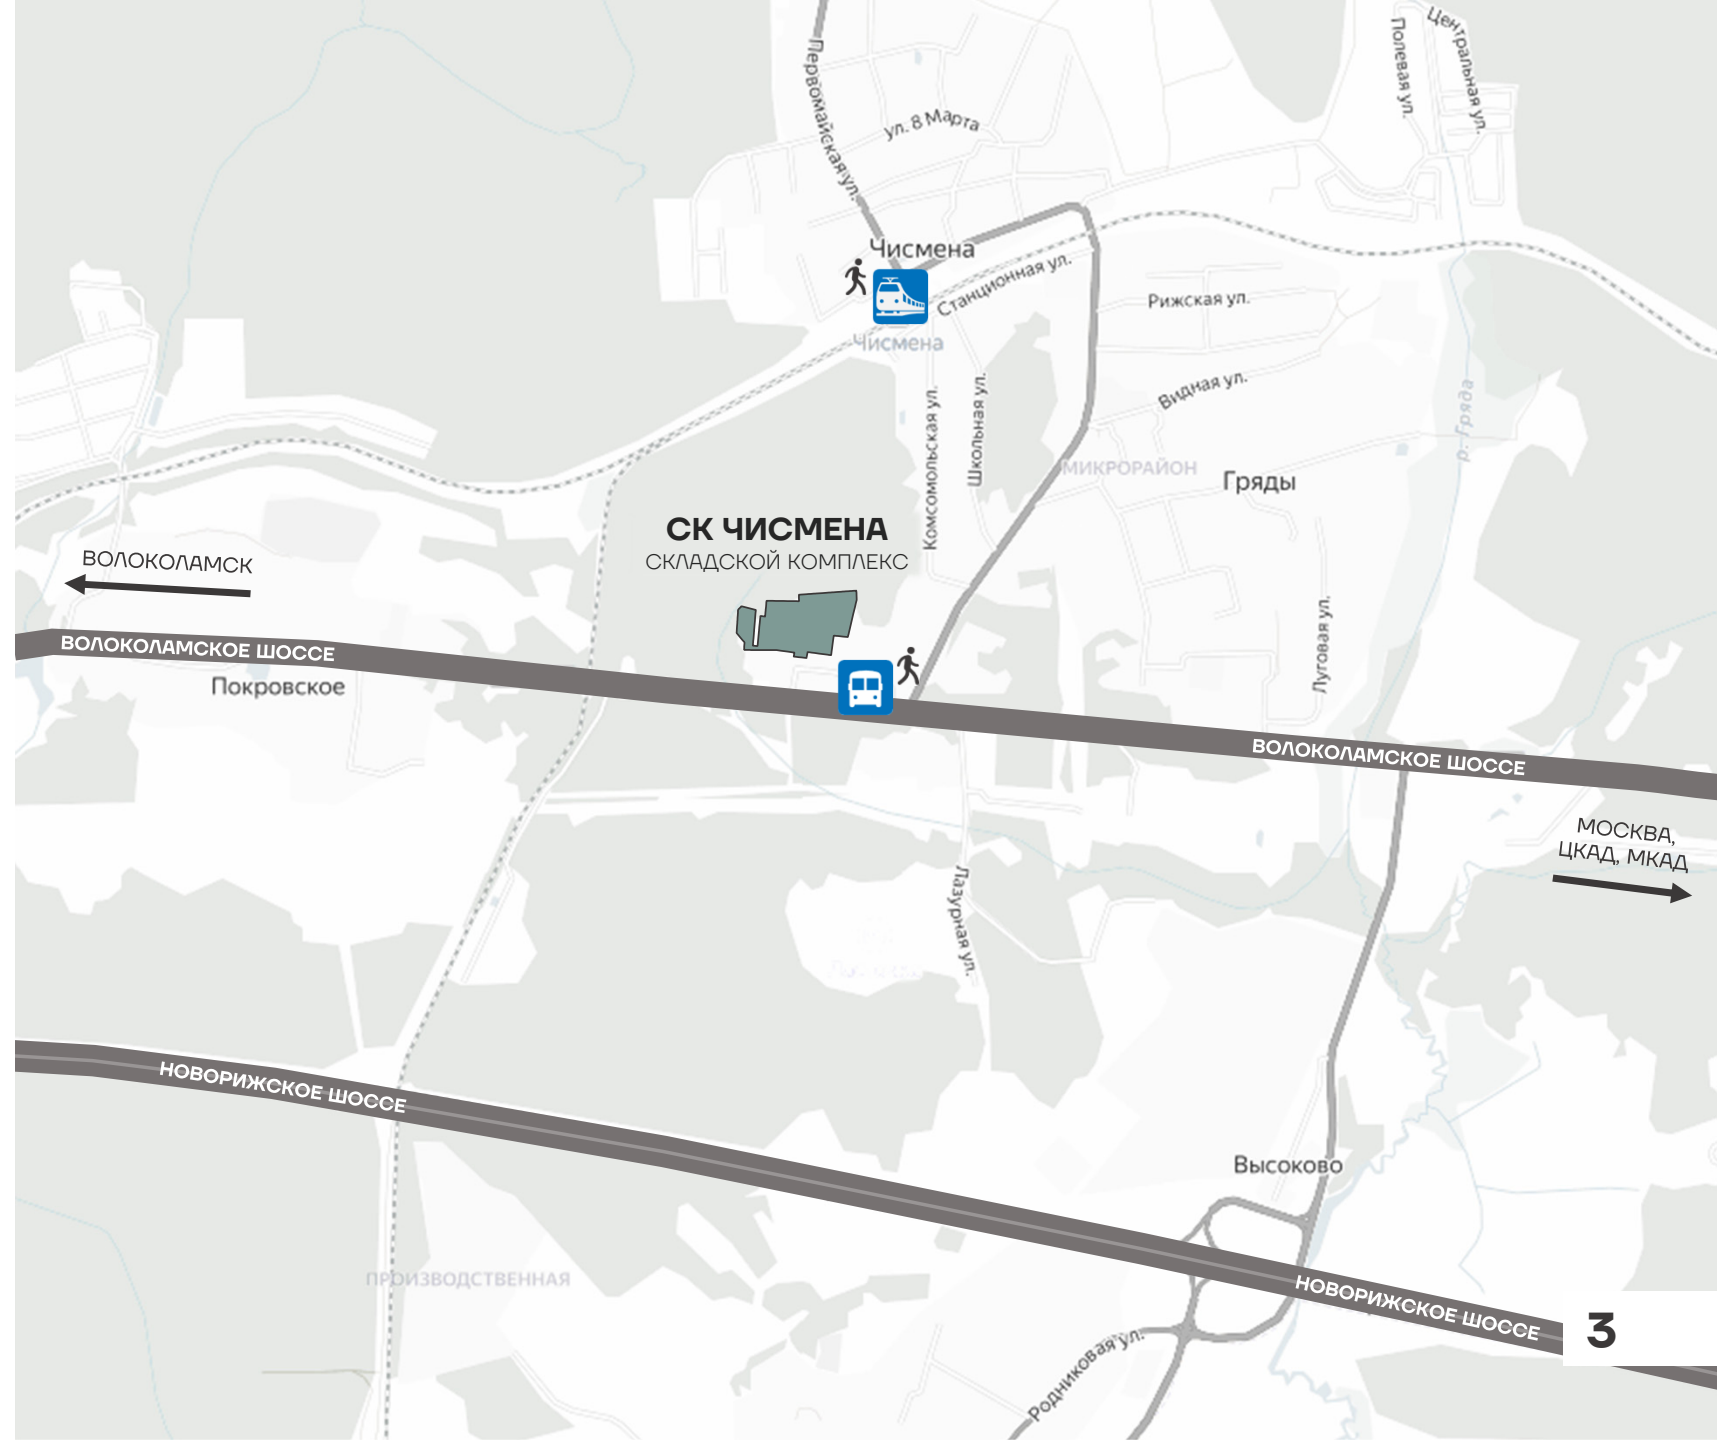 Центральная ул.
Полевая ул.
Первомайская ул.
ул. 8 Марта
Чисмена
Станционная ул.
Рижская ул.
Чисмена
Видная ул.
Комсомольская ул.
Школьная ул.
р. Гряда
МИКРОРАЙОН
Гряды
СК ЧИСМЕНА
СКЛАДСКОЙ КОМПЛЕКС
ВОЛОКОЛАМСК
ВОЛОКОЛАМСКОЕ ШОССЕ
Покровское
Луговая ул.
ВОЛОКОЛАМСКОЕ ШОССЕ
МОСКВА,
ЦКАД, МКАД
Лазурная ул.
НОВОРИЖСКОЕ ШОССЕ
Высоково
ПРОИЗВОДСТВЕННАЯ
НОВОРИЖСКОЕ ШОССЕ
3
Родниковая ул.